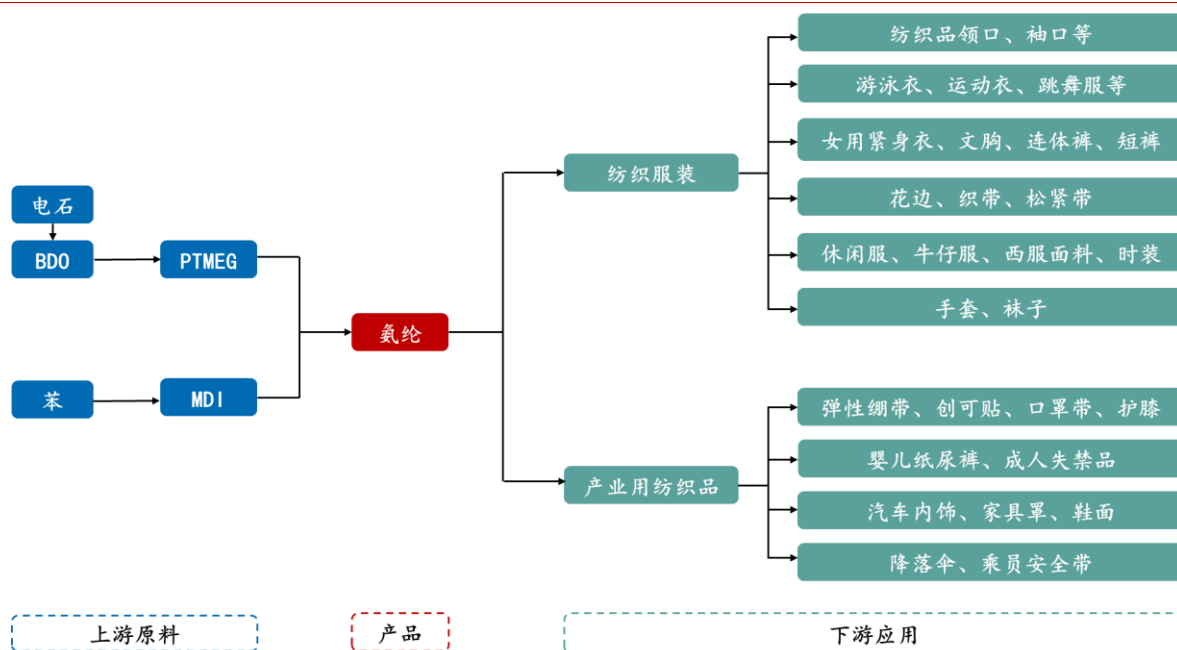 电石
BDO
PTMEG
苯
MDI
氨纶
纺织服装
纺织品领口、袖口等
游泳衣、运动衣、跳舞服等
女用紧身衣、文胸、连体裤、短裤
花边、织带、松紧带
休闲服、牛仔服、西服面料、时装
手套、袜子
产业用纺织品
弹性绷带、创可贴、口罩带、护膝
婴儿纸尿裤、成人失禁品
汽车内饰、家具罩、鞋面
降落伞、乘员安全带
上游原料
产品
下游应用